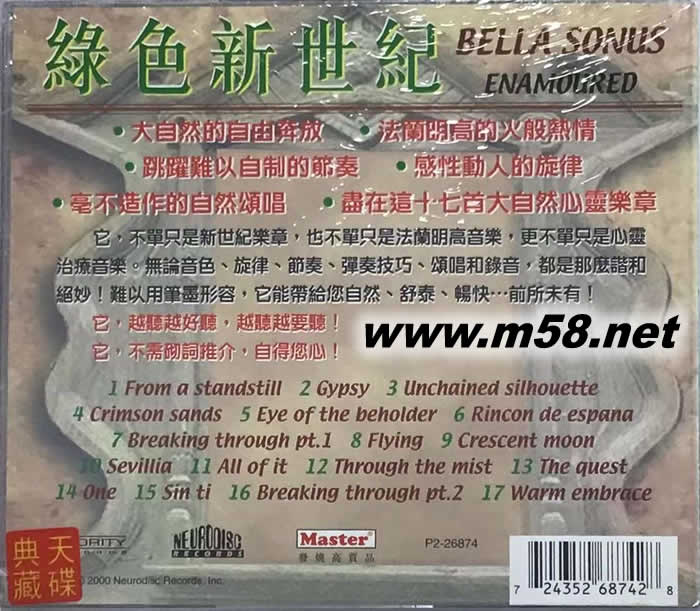 綠色新世紀 BELLA SONUS
ENAMOURED
•大自然的自由奔放 •法蘭明高的火般熱情
•跳躍難以自制的節奏 •感性動人的旋律
•毫不造作的自然頌唱 •盡在這十七首大自然心靈樂章
它，不單只是新世紀樂章，也不單只是法蘭明高音樂，更不單只是心靈
治療音樂。無論音色、旋律、節奏、彈奏技巧、頌唱和錄音，都是那麼諧和
絕妙！難以用筆墨形容，它能帶給您自然、舒泰、暢快…前所未有！
它，越聽越好聽，越聽越要聽！
它，不需砌詞推介，自得您心！
www.m58.net
1 From a standstill 2 Gypsy 3 Unchained silhouette
4 Crimson sands 5 Eye of the beholder 6 Rincon de espana
7 Breaking through pt.1 8 Flying 9 Crescent moon
10 Sevillia 11 All of it 12 Through the mist 13 The quest
14 One 15 Sin ti 16 Breaking through pt.2 17 Warm embrace
天碟
典藏
ORITY
NEURODISC
RECORDS
Master®
發燒高質品
P2-26874
2000 Neurodisc Records, Inc.
7 24352 68742 8